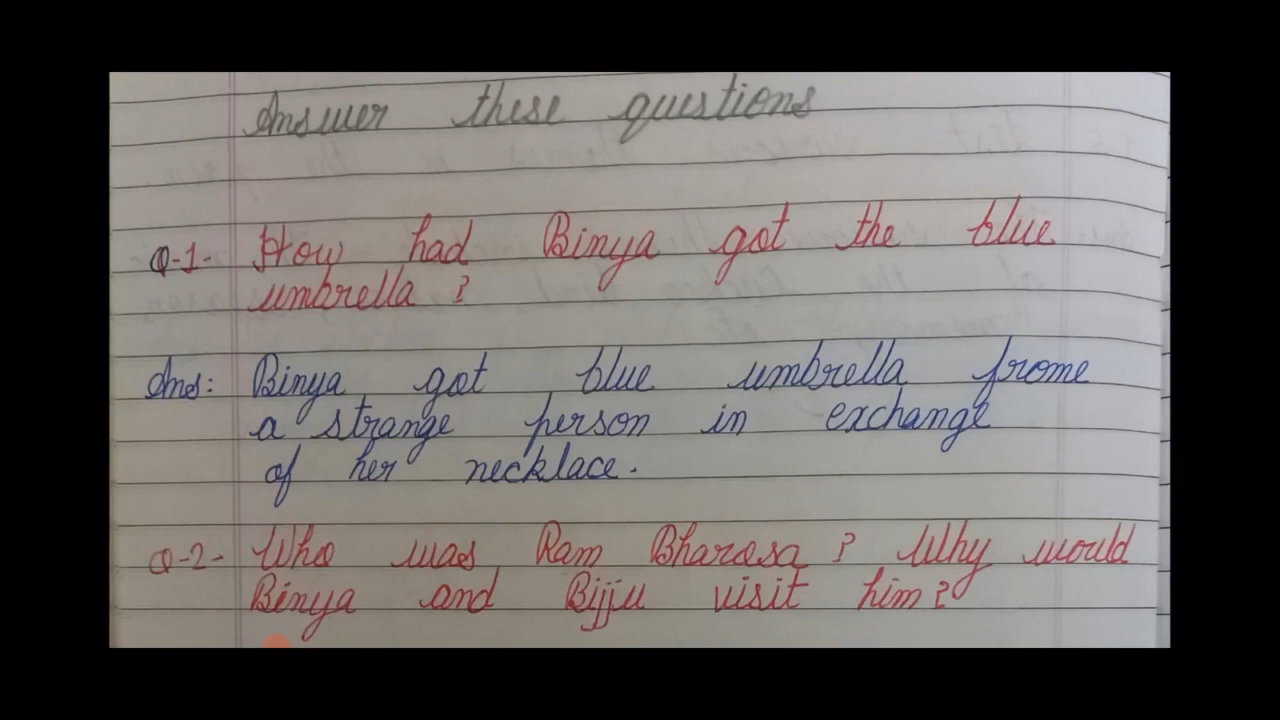 Answer these questions
Q-1- How had Binya got the blue
umbrella ?
Ans: Binya got blue umbrella frome
a strange person in exchange
of her necklace.
Q-2- Who was Ram Bharosa ? Why would
Binya and Bijju visit him ?